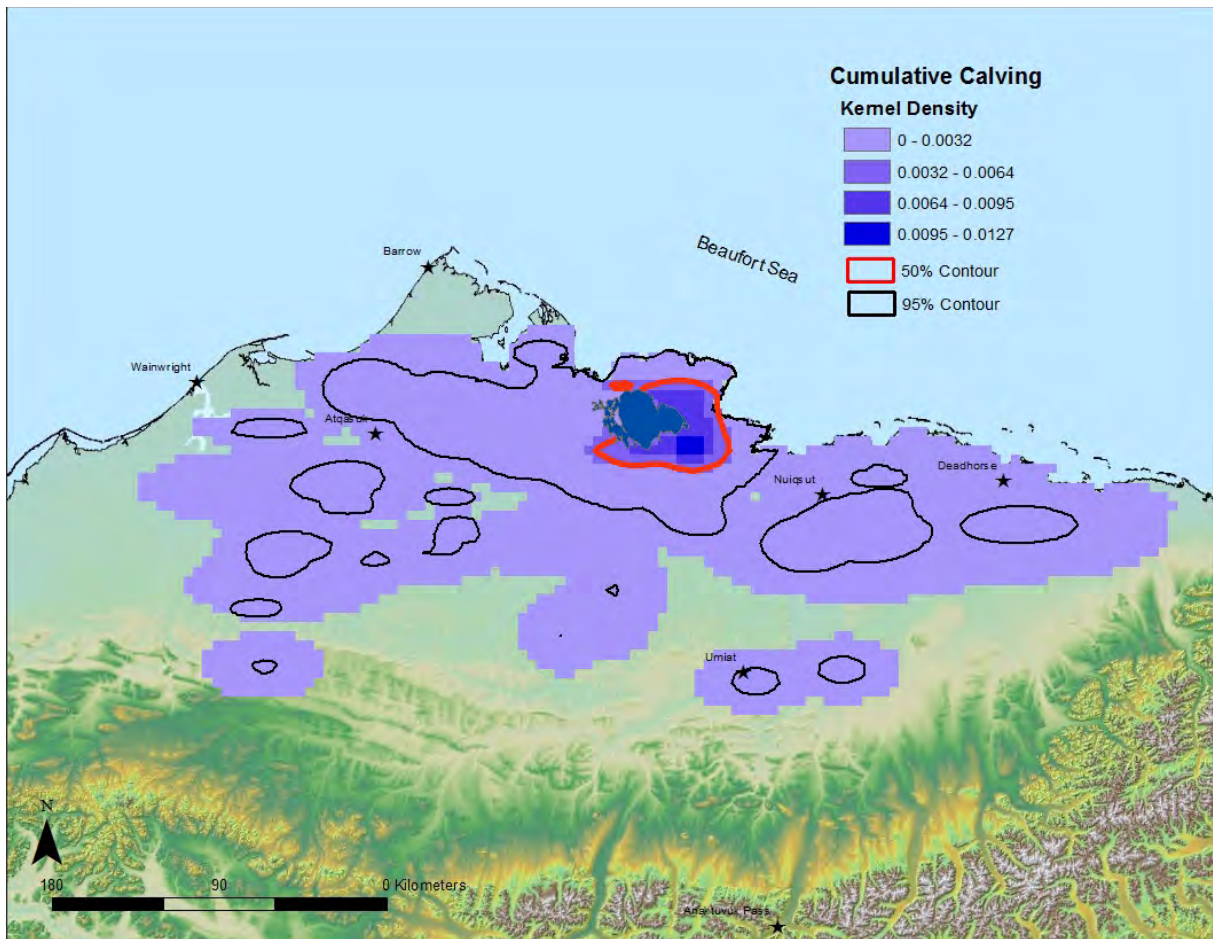 Cumulative Calving
Kernel Density
0 - 0.0032
0.0032 - 0.0064
0.0064 - 0.0095
0.0095 - 0.0127
50% Contour
95% Contour
Beaufort Sea
Barrow
Wainwright
Atqasuk
Nuiqsut
Deadhorse
Umiat
N
180 90 0 Kilometers
Anaktuvuk Pass